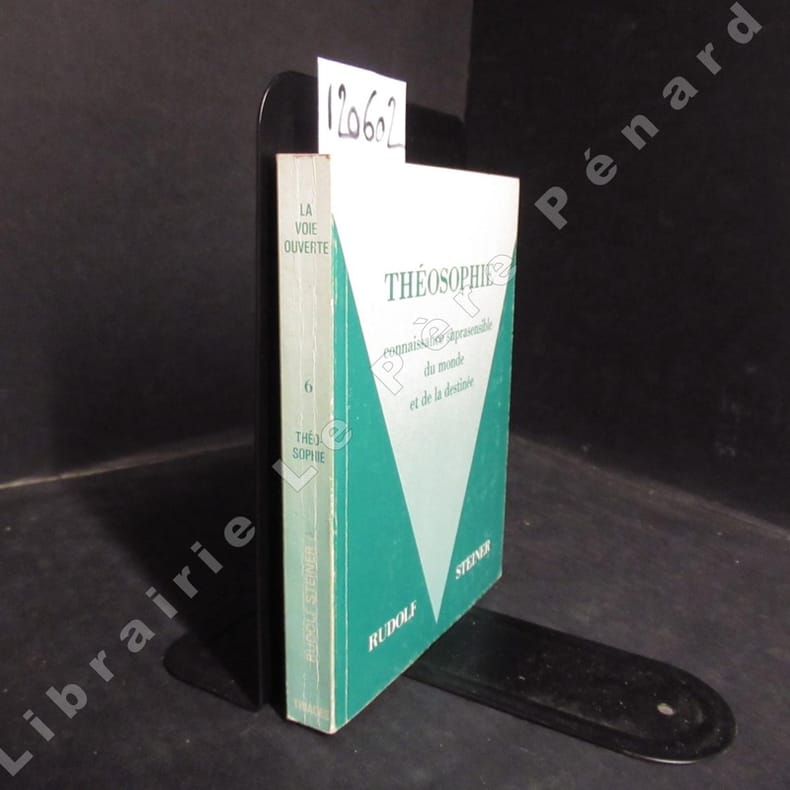 120602
LA
VOIE
OUVERTE
6
THÉO-
SOPHIE
RUDOLF STEINER
TRIADES
THÉOSOPHIE
connaissance suprasensible
du monde
et de la destinée
RUDOLF STEINER
Librairie Le Père Pénard